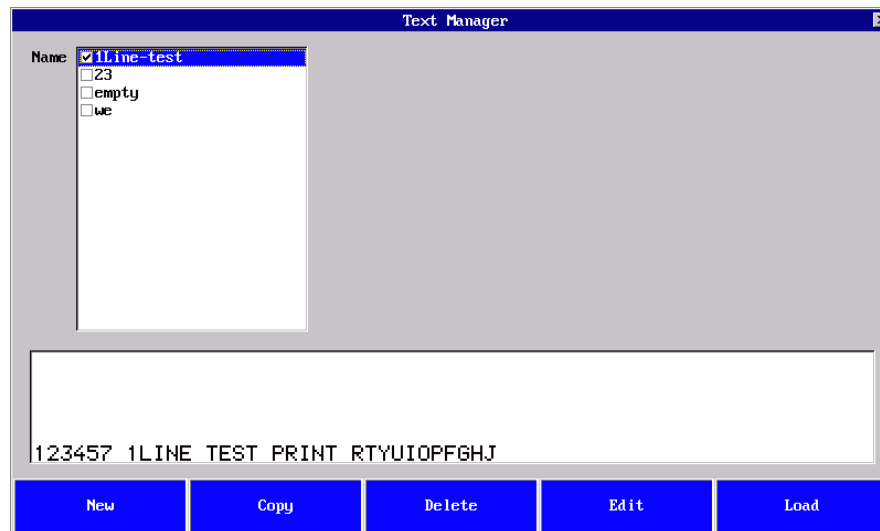 Text Manager
Name
1Line-test
23
empty
we
123457 1LINE TEST PRINT RTYUIOPFGHJ
New
Copy
Delete
Edit
Load